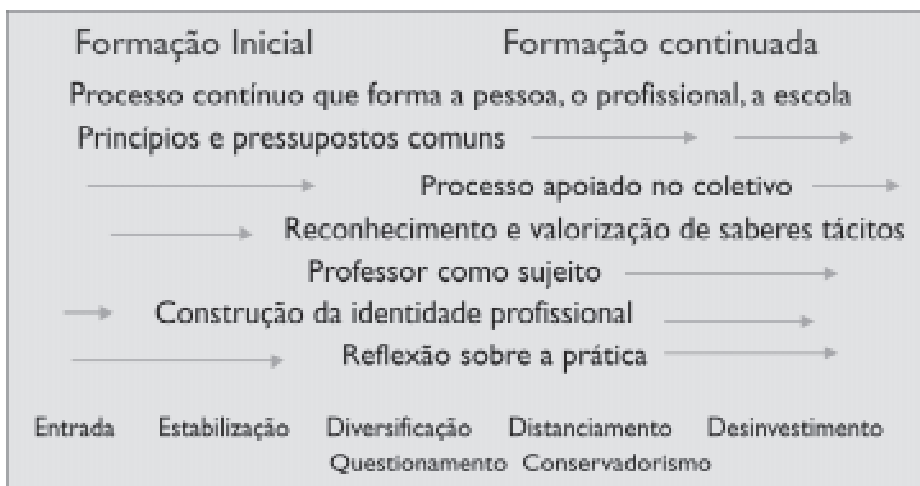 Formação Inicial Formação continuada
Processo contínuo que forma a pessoa, o profissional, a escola
Princípios e pressupostos comuns
Processo apoiado no coletivo
Reconhecimento e valorização de saberes tácitos
Professor como sujeito
Construção da identidade profissional
Reflexão sobre a prática
Entrada Estabilização Diversificação Distanciamento Desinvestimento
Questionamento Conservadorismo